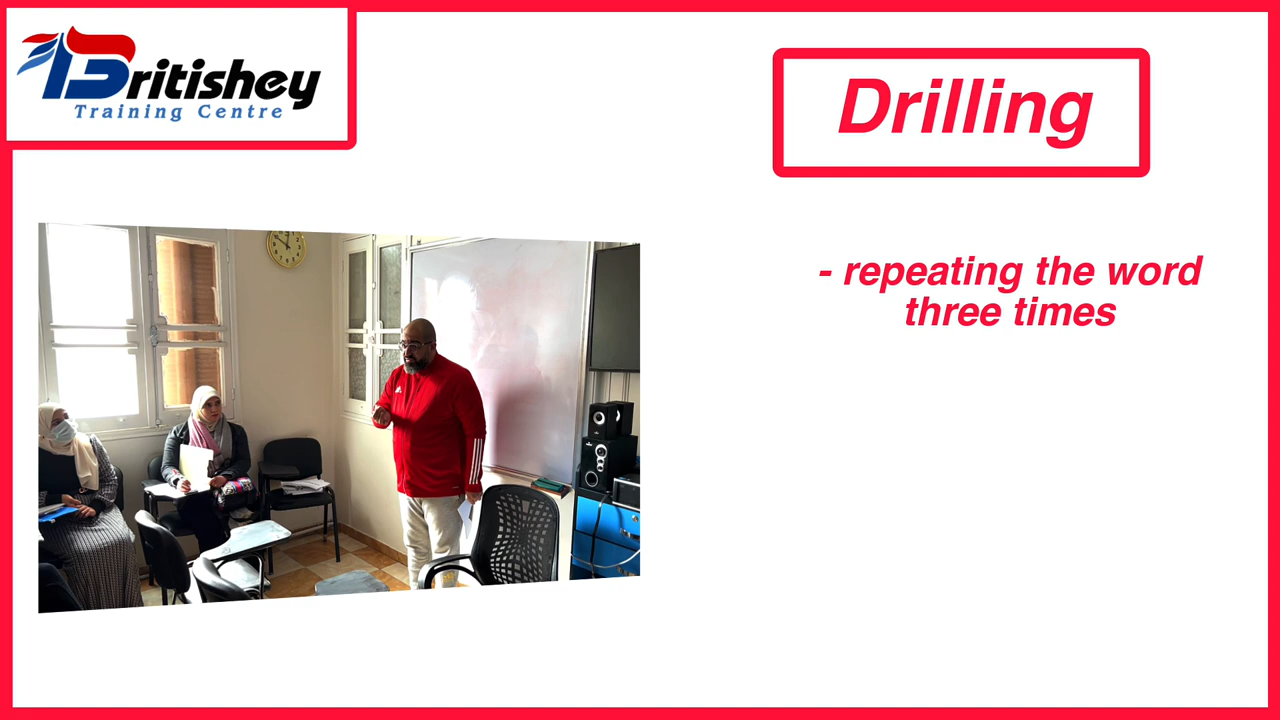 Britishey
Training Centre
Drilling
- repeating the word
three times